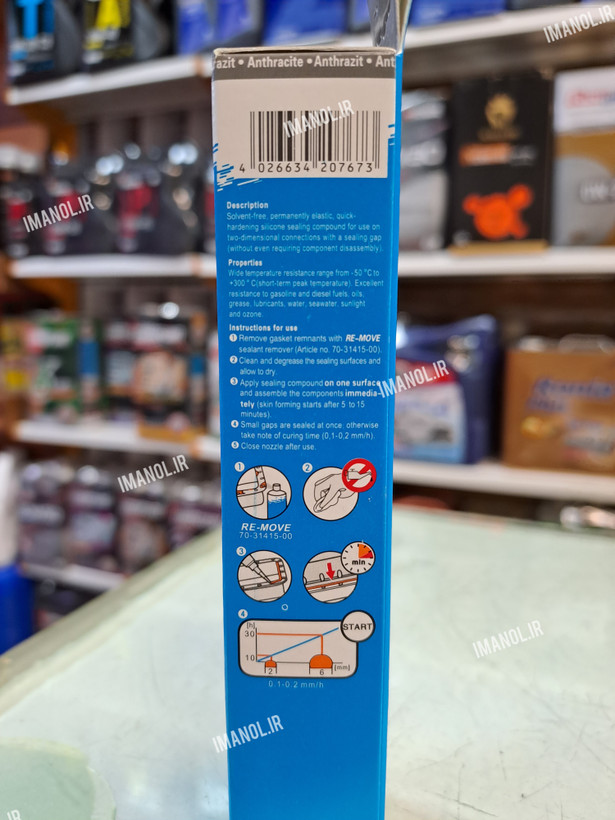 razit • Anthracite • Anthrazit • Ant
4 026634 207673
Description
Solvent-free, permanently elastic, quick-
hardening silicone sealing compound for use on
two-dimensional connections with a sealing gap
(without even requiring component disassembly).
Properties
Wide temperature resistance range from -50 °C to
+300 ° C(short-term peak temperature). Excellent
resistance to gasoline and diesel fuels, oils,
grease, lubricants, water, seawater, sunlight
and ozone.
Instructions for use
1 Remove gasket remnants with RE-MOVE
sealant remover (Article no. 70-31415-00).
2 Clean and degrease the sealing surfaces and
allow to dry.
3 Apply sealing compound on one surface
and assemble the components immedia-
tely (skin forming starts after 5 to 15
minutes).
4 Small gaps are sealed at once; otherwise
take note of curing time (0,1-0,2 mm/h).
5 Close nozzle after use.
1 2
RE-MOVE
70-31415-00
3
min
4
[h]
START
30
10
2 6 [mm]
0.1-0.2 mm/h
IMANOL.IR
IMANOL.IR
IMANOL.IR
IMANOL.IR
IMANOL.IR
IMANOL.IR
IMANOL.IR